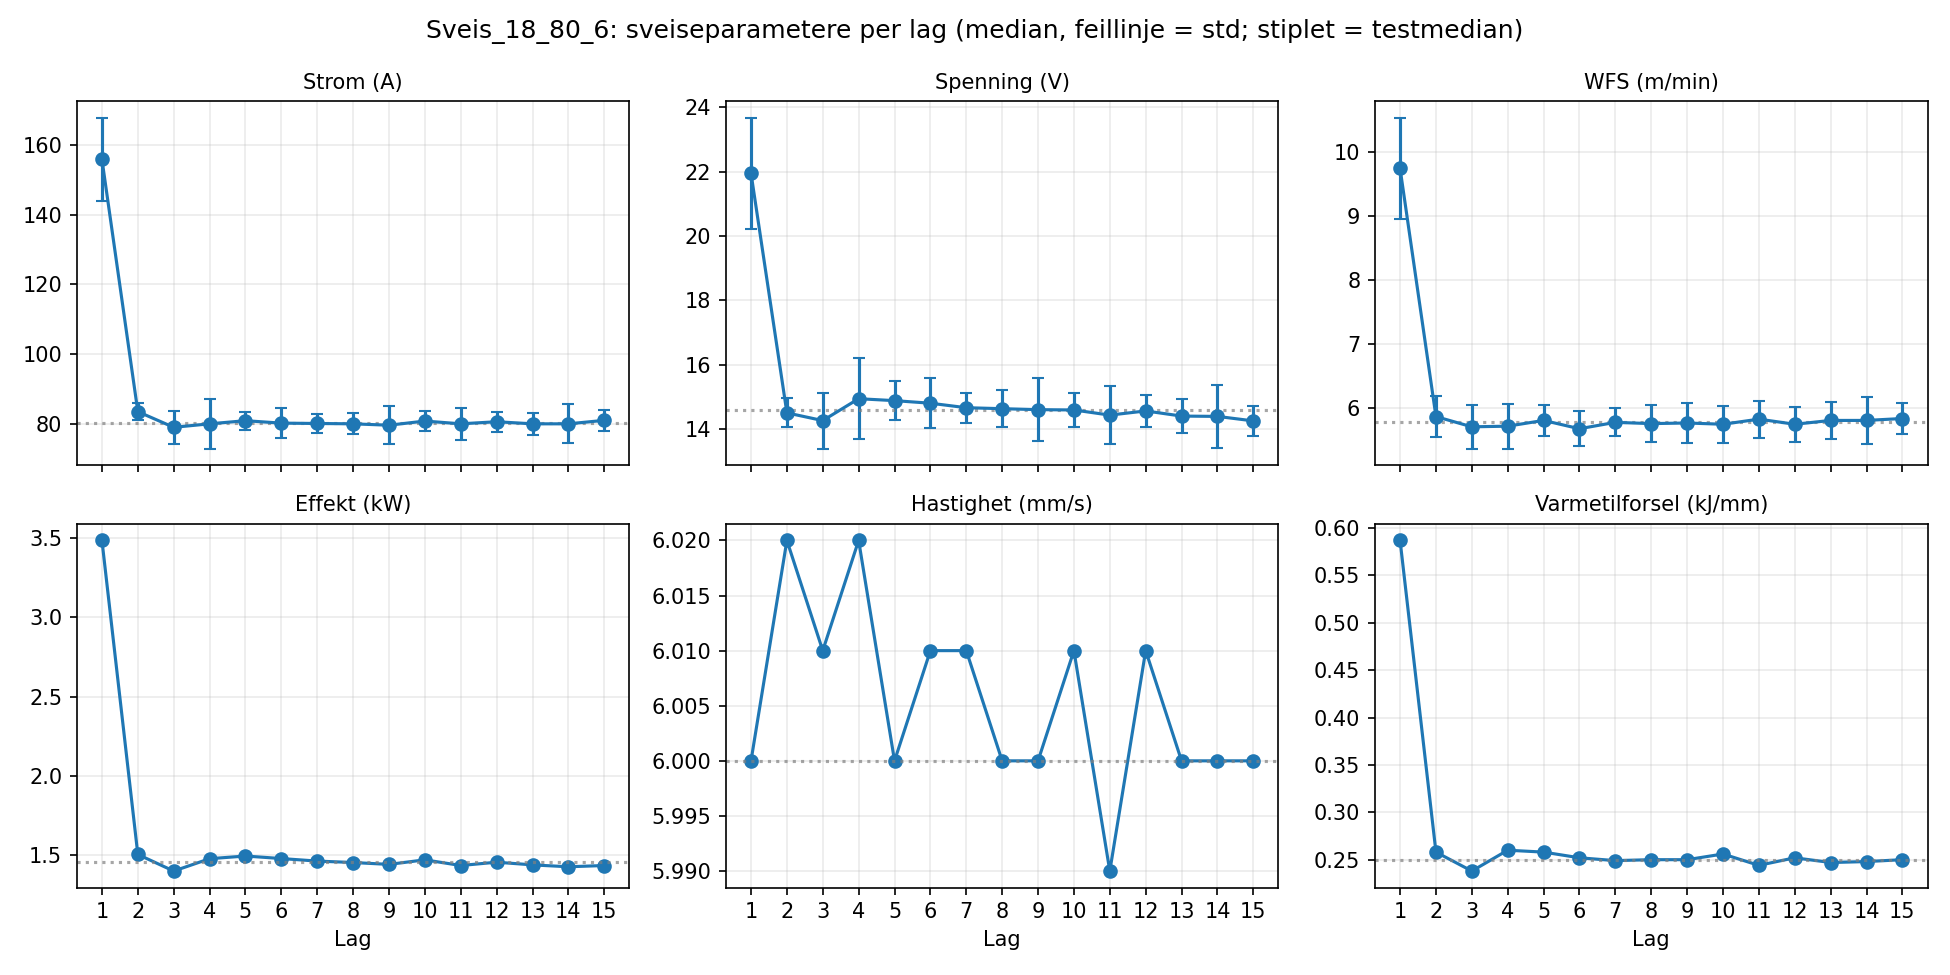 Sveis_18_80_6: sveiseparametere per lag (median, feillinje = std; stiplet = testmedian)
Strom (A)
160
140
120
100
80
Spenning (V)
24
22
20
18
16
14
WFS (m/min)
10
9
8
7
6
Effekt (kW)
3.5
3.0
2.5
2.0
1.5
1 2 3 4 5 6 7 8 9 10 11 12 13 14 15
Lag
Hastighet (mm/s)
6.020
6.015
6.010
6.005
6.000
5.995
5.990
1 2 3 4 5 6 7 8 9 10 11 12 13 14 15
Lag
Varmetilforsel (kJ/mm)
0.60
0.55
0.50
0.45
0.40
0.35
0.30
0.25
1 2 3 4 5 6 7 8 9 10 11 12 13 14 15
Lag